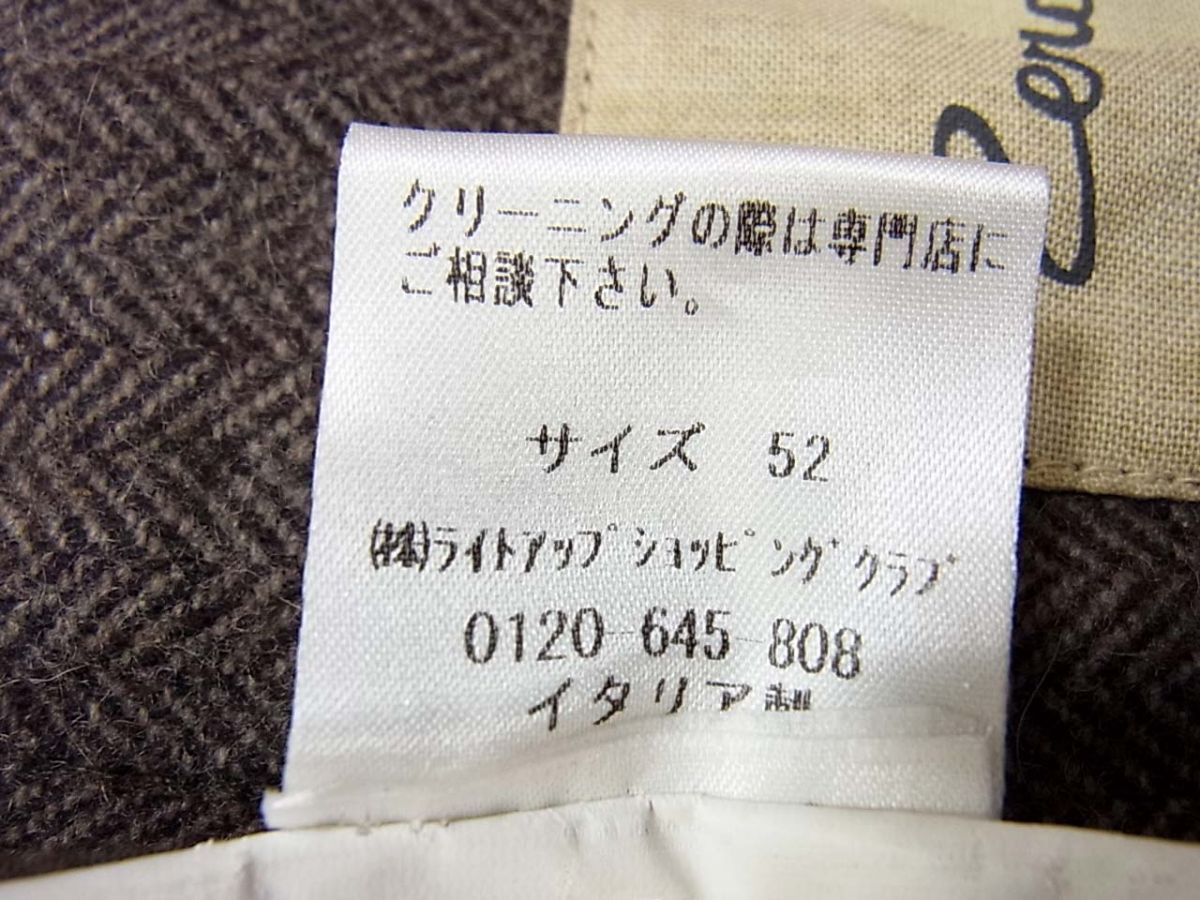 クリーニングの際は専門店に
ご相談下さい。
サイズ 52
㈱ライトアップショッピングクラブ
0120-645-808
イタリア製